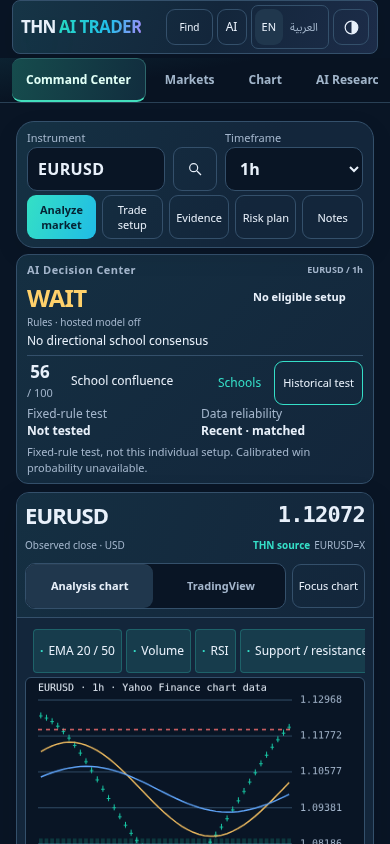 THN AI TRADER
Find
AI
EN
العربية
Command Center
Markets
Chart
AI Researc
Instrument
Timeframe
EURUSD
1h
Analyze
market
Trade
setup
Evidence
Risk plan
Notes
AI Decision Center
EURUSD / 1h
WAIT
No eligible setup
Rules · hosted model off
No directional school consensus
56
/ 100
School confluence
Schools
Historical test
Fixed-rule test
Data reliability
Not tested
Recent · matched
Fixed-rule test, not this individual setup. Calibrated win
probability unavailable.
EURUSD
1.12072
Observed close · USD
THN source EURUSD=X
Analysis chart
TradingView
Focus chart
· EMA 20 / 50
· Volume
· RSI
· Support / resistance
EURUSD · 1h · Yahoo Finance chart data
1.12968
1.11772
1.10577
1.09381
1.08186